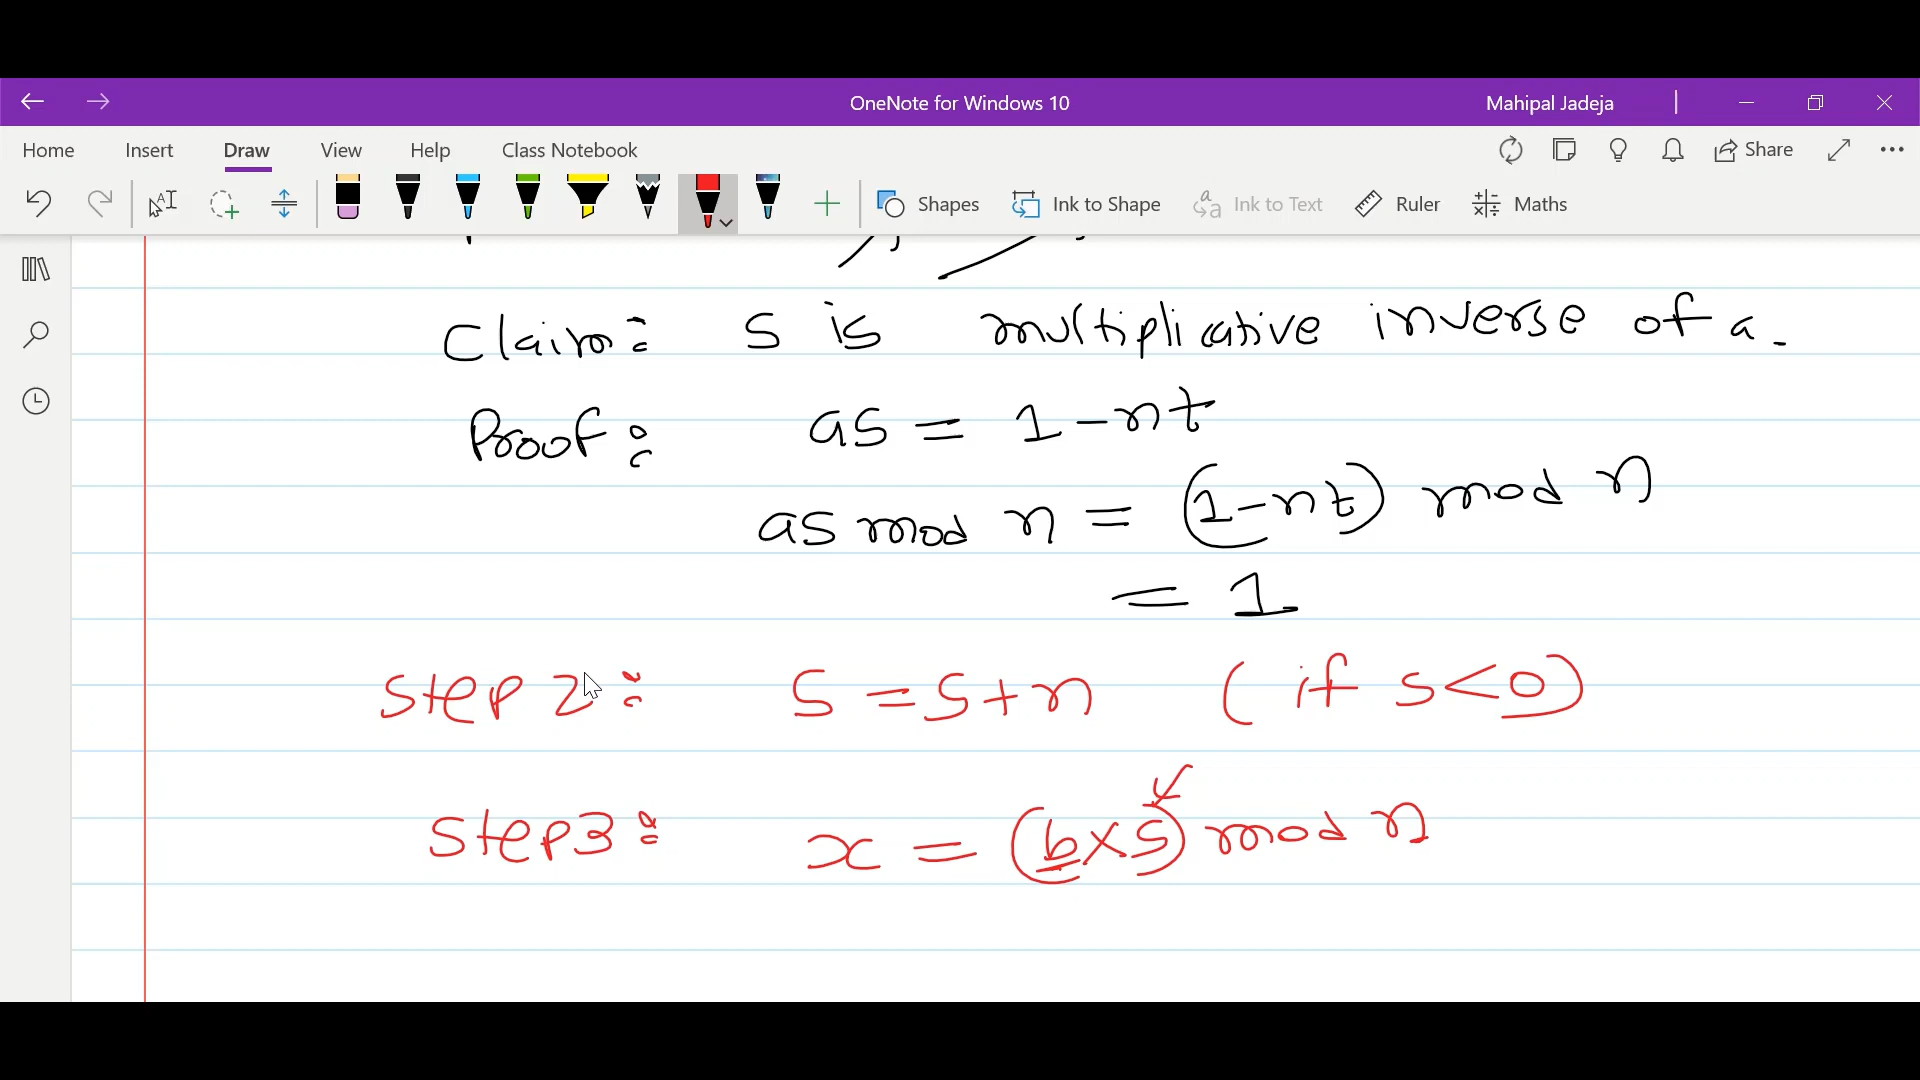 OneNote for Windows 10
Mahipal Jadeja
Home Insert Draw View Help Class Notebook
Share
Shapes Ink to Shape Ink to Text Ruler Maths
Claim: S is multiplicative inverse of a.
Proof: as = 1-nt
as mod n = (1-nt) mod n
= 1
Step 2: S = S+n (if s<0)
Step3: x = (b×s) mod n